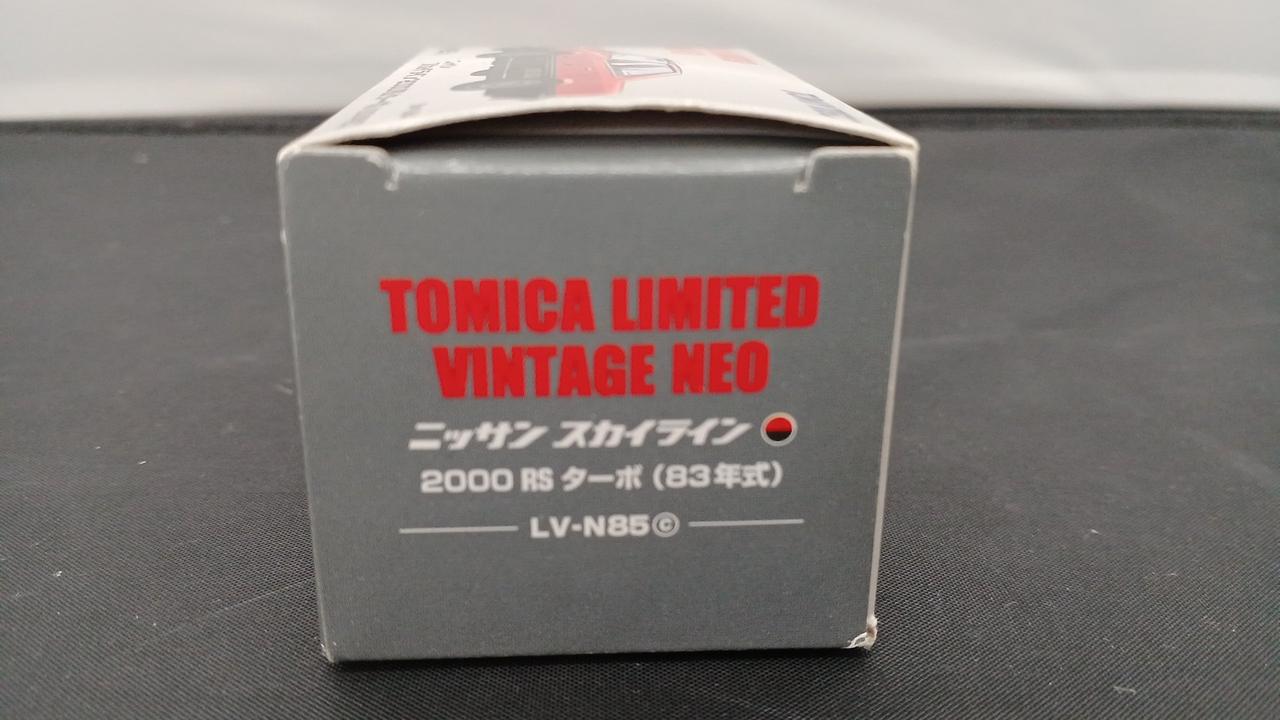 TOMICA LIMITED
VINTAGE NEO
ニッサン スカイライン
2000 RS ターボ (83年式)
LV-N85ⓒ